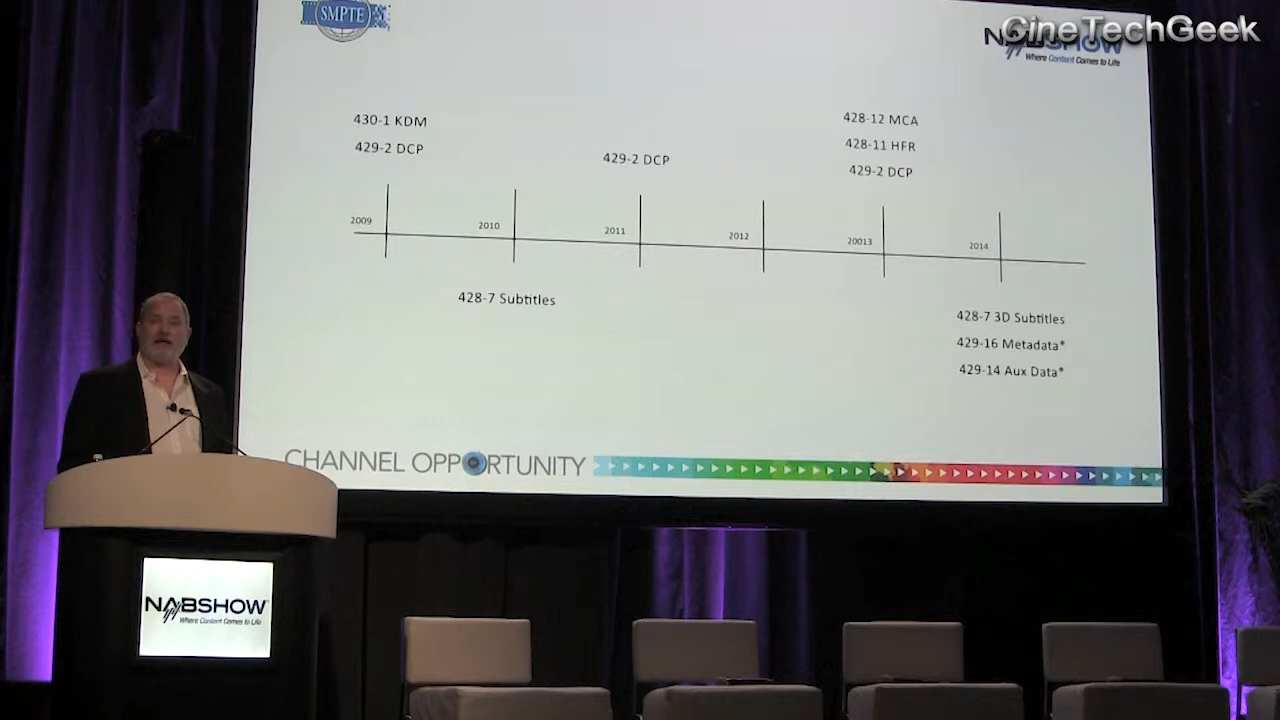 SMPTE
CineTechGeek
NABSHOW
Where Content Comes to Life
430-1 KDM
429-2 DCP
429-2 DCP
428-12 MCA
428-11 HFR
429-2 DCP
2009
2010
2011
2012
20013
2014
428-7 Subtitles
428-7 3D Subtitles
429-16 Metadata*
429-14 Aux Data*
CHANNEL OPPORTUNITY
NABSHOW
Where Content Comes to Life